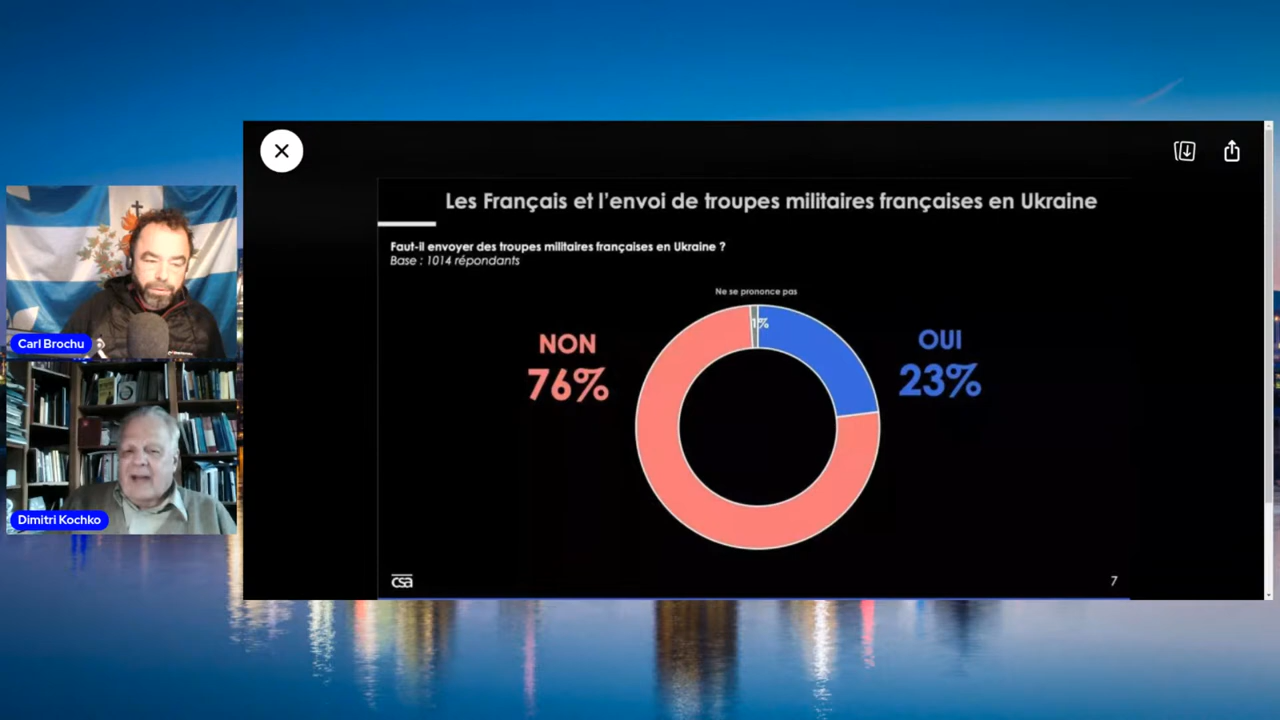 Les Français et l'envoi de troupes militaires françaises en Ukraine
Faut-il envoyer des troupes militaires françaises en Ukraine ?
Base : 1014 répondants
Ne se prononce pas
1%
NON
76%
OUI
23%
Carl Brochu
Dimitri Kochko
csa
7